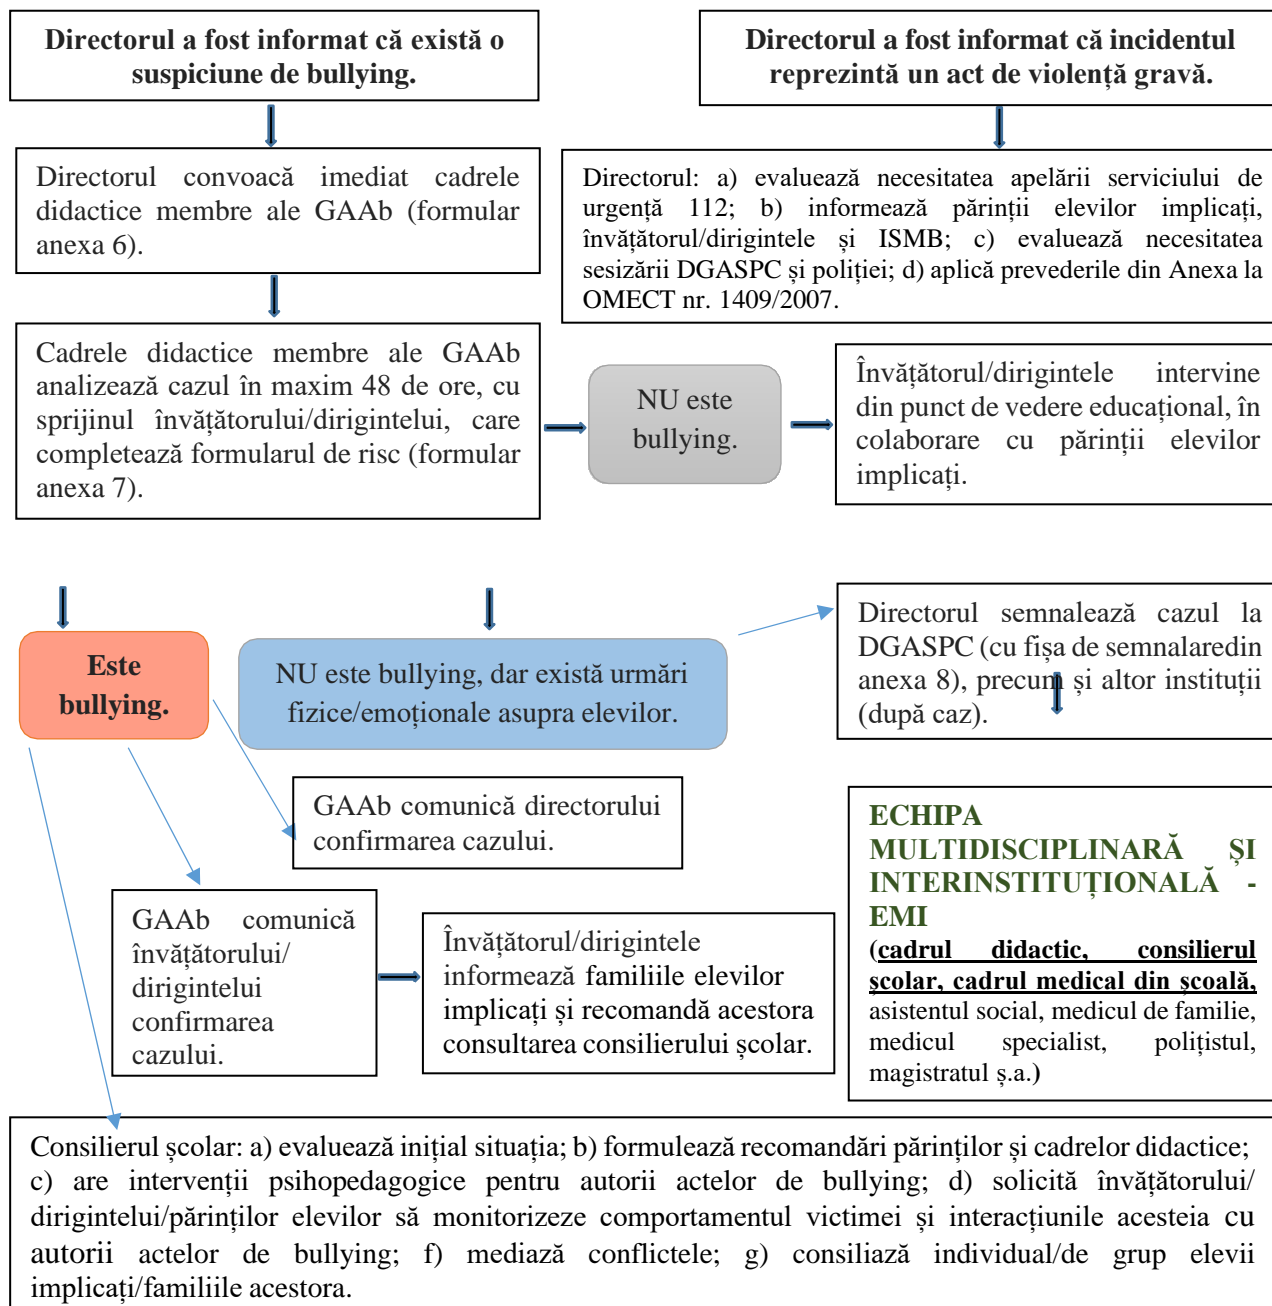 Directorul a fost informat că există o
suspiciune de bullying.
Directorul a fost informat că incidentul
reprezintă un act de violență gravă.
Directorul convoacă imediat cadrele
didactice membre ale GAAb (formular
anexa 6).
Directorul: a) evaluează necesitatea apelării serviciului de
urgență 112; b) informează părinții elevilor implicați,
învățătorul/dirigintele și ISMB; c) evaluează necesitatea
sesizării DGASPC și poliției; d) aplică prevederile din Anexa la
OMECT nr. 1409/2007.
Cadrele didactice membre ale GAAb
analizează cazul în maxim 48 de ore, cu
sprijinul învățătorului/dirigintelui, care
completează formularul de risc (formular
anexa 7).
NU este
bullying.
Învățătorul/dirigintele intervine
din punct de vedere educațional, în
colaborare cu părinții elevilor
implicați.
Este
bullying.
NU este bullying, dar există urmări
fizice/emoționale asupra elevilor.
Directorul semnalează cazul la
DGASPC (cu fișa de semnalaredin
anexa 8), precum și altor instituții
(după caz).
GAAb comunică directorului
confirmarea cazului.
GAAb comunică
învățătorului/
dirigintelui
confirmarea
cazului.
Învățătorul/dirigintele
informează familiile elevilor
implicați și recomandă acestora
consultarea consilierului școlar.
ECHIPA
MULTIDISCIPLINARĂ ȘI
INTERINSTITUȚIONALĂ -
EMI
(cadrul didactic, consilierul
școlar, cadrul medical din școală,
asistentul social, medicul de familie,
medicul specialist, polițistul,
magistratul ș.a.)
Consilierul școlar: a) evaluează inițial situația; b) formulează recomandări părinților și cadrelor didactice;
c) are intervenții psihopedagogice pentru autorii actelor de bullying; d) solicită învățătorului/
dirigintelui/părinților elevilor să monitorizeze comportamentul victimei și interacțiunile acesteia cu
autorii actelor de bullying; f) mediază conflictele; g) consiliază individual/de grup elevii
implicați/familiile acestora.